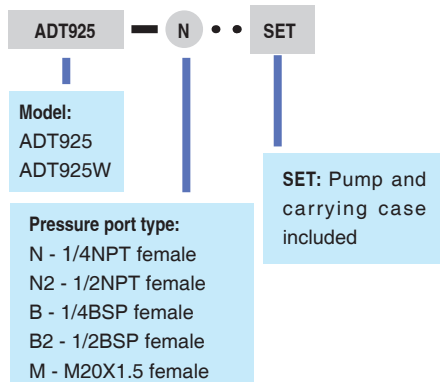 ADT925 — N • • SET
Model:
ADT925
ADT925W
SET: Pump and
carrying case
included
Pressure port type:
N - 1/4NPT female
N2 - 1/2NPT female
B - 1/4BSP female
B2 - 1/2BSP female
M - M20X1.5 female